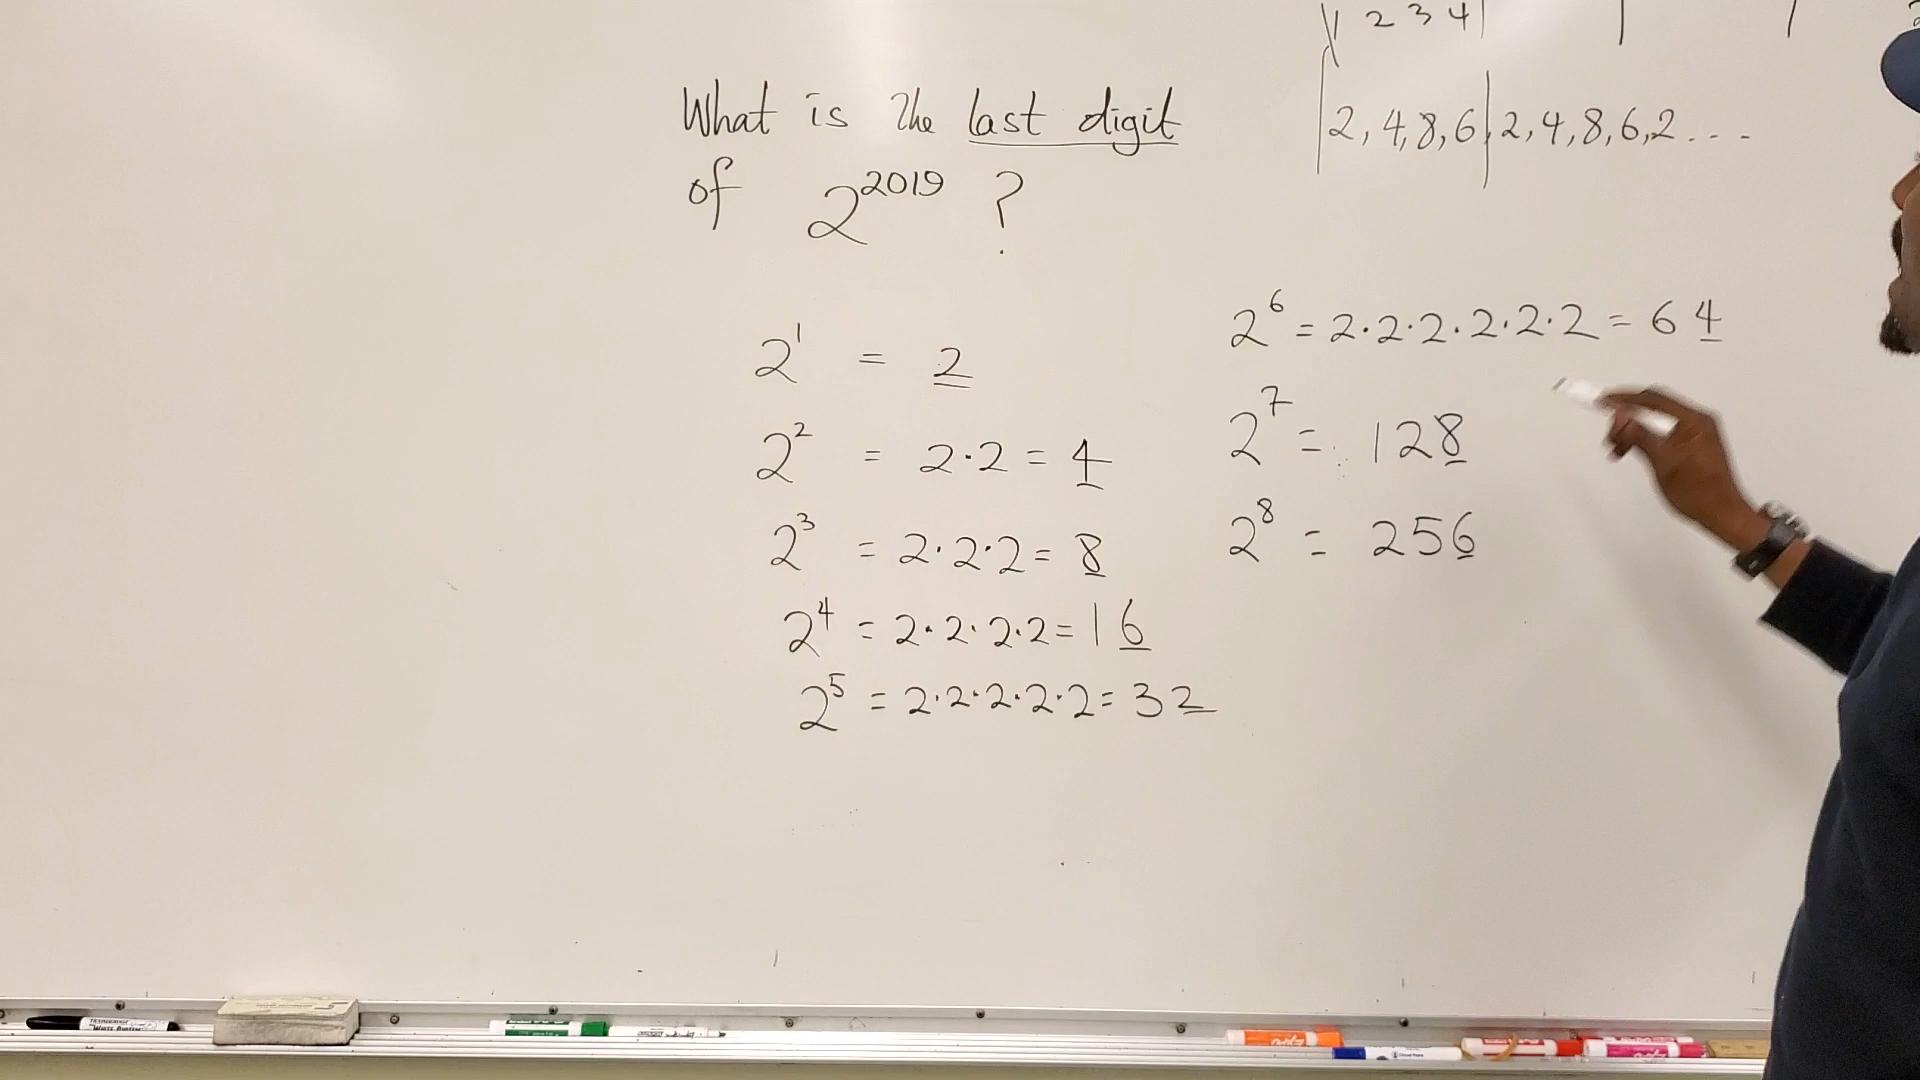 1 2 3 4
2, 4, 8, 6, 2, 4, 8, 6, 2 . . .
What is the last digit
of 2^2019 ?
2^1 = 2
2^2 = 2·2 = 4
2^3 = 2·2·2 = 8
2^4 = 2·2·2·2 = 16
2^5 = 2·2·2·2·2 = 32
2^6 = 2·2·2·2·2·2 = 64
2^7 = 128
2^8 = 256